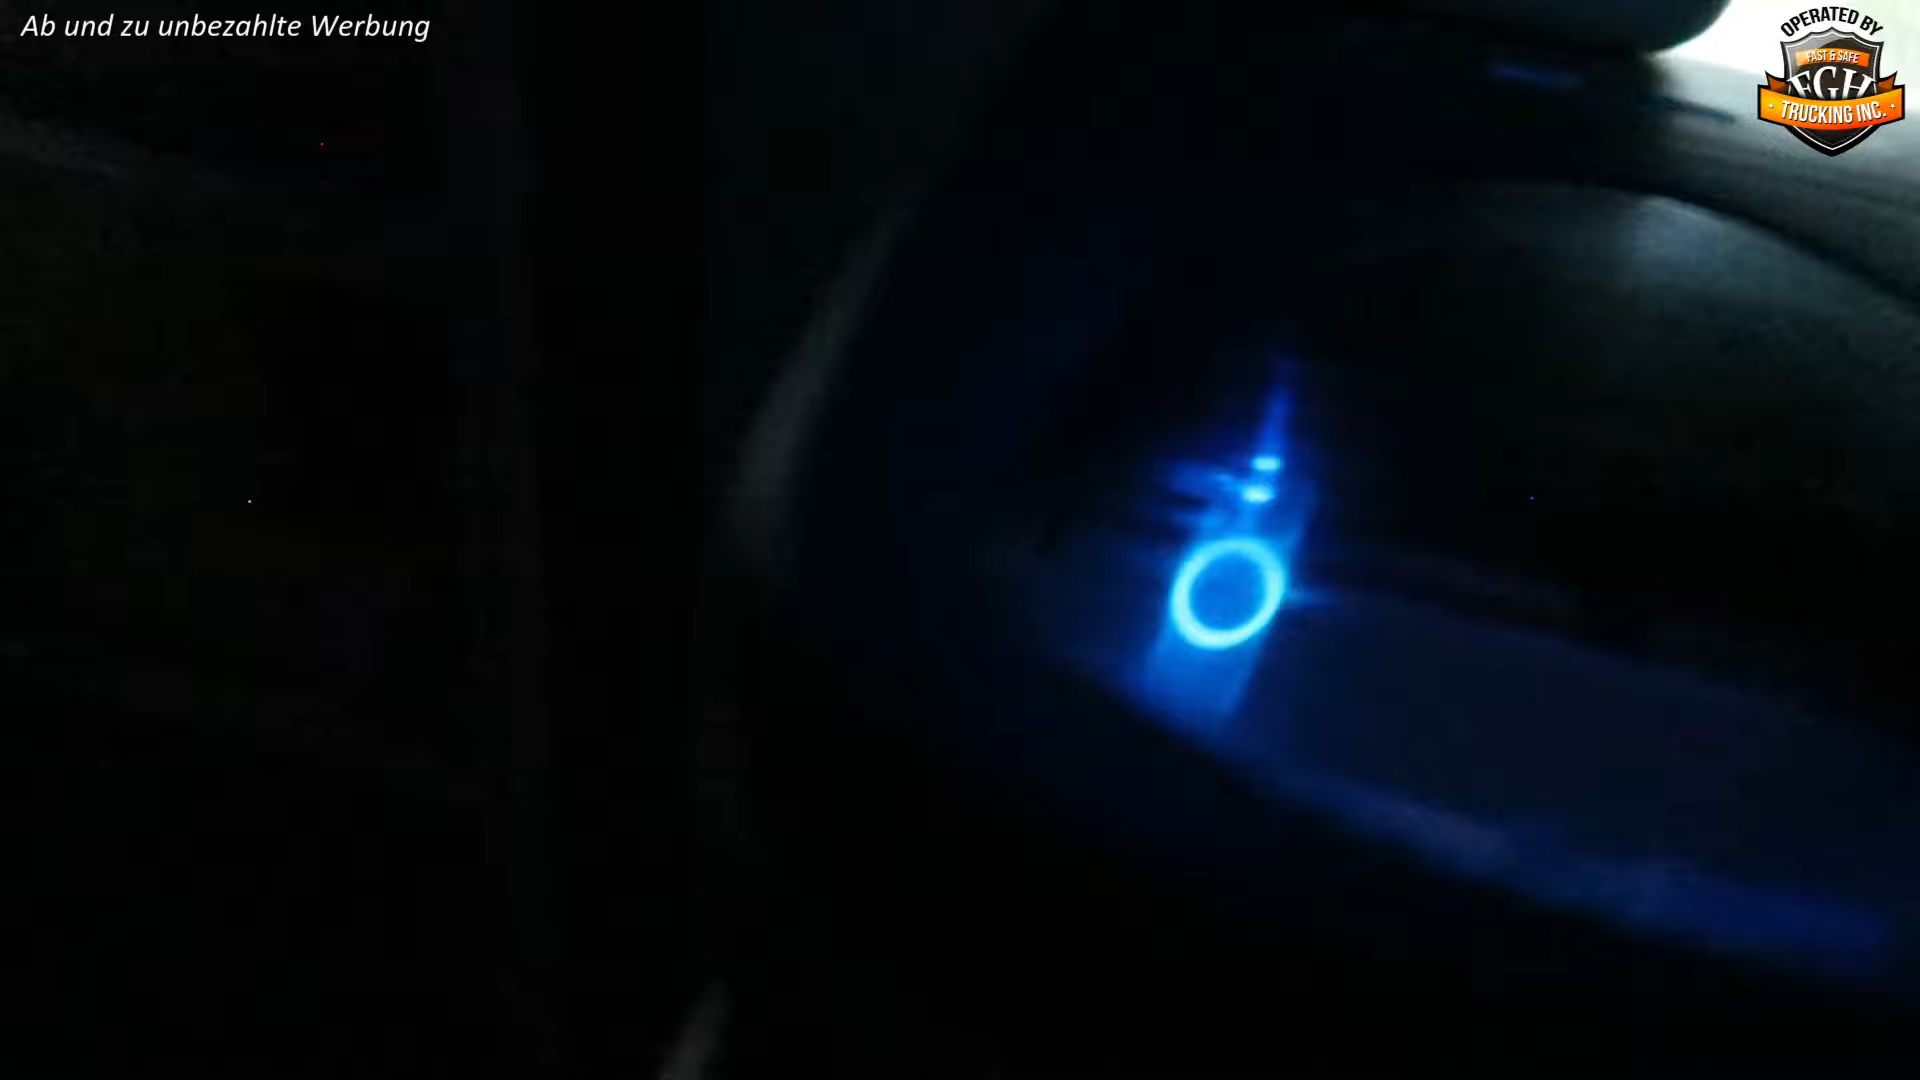 Ab und zu unbezahlte Werbung
OPERATED BY
FAST & SAFE
FGH
TRUCKING INC.